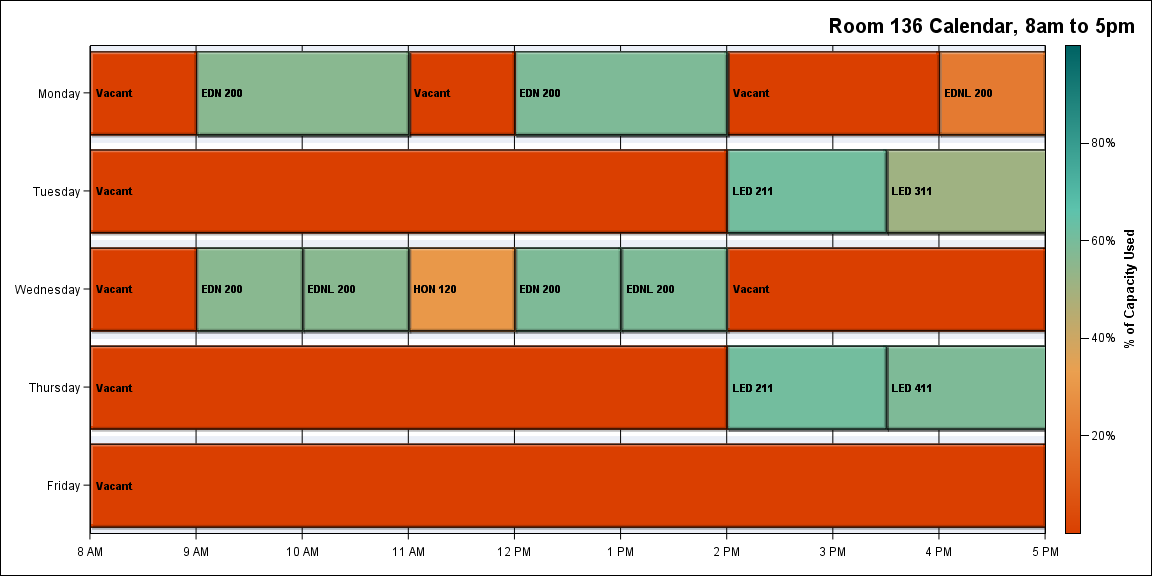 Room 136 Calendar, 8am to 5pm
Monday
Vacant
EDN 200
Vacant
EDN 200
Vacant
EDNL 200
Tuesday
Vacant
LED 211
LED 311
Wednesday
Vacant
EDN 200
EDNL 200
HON 120
EDN 200
EDNL 200
Vacant
Thursday
Vacant
LED 211
LED 411
Friday
Vacant
8 AM
9 AM
10 AM
11 AM
12 PM
1 PM
2 PM
3 PM
4 PM
5 PM
80%
60%
40%
20%
% of Capacity Used